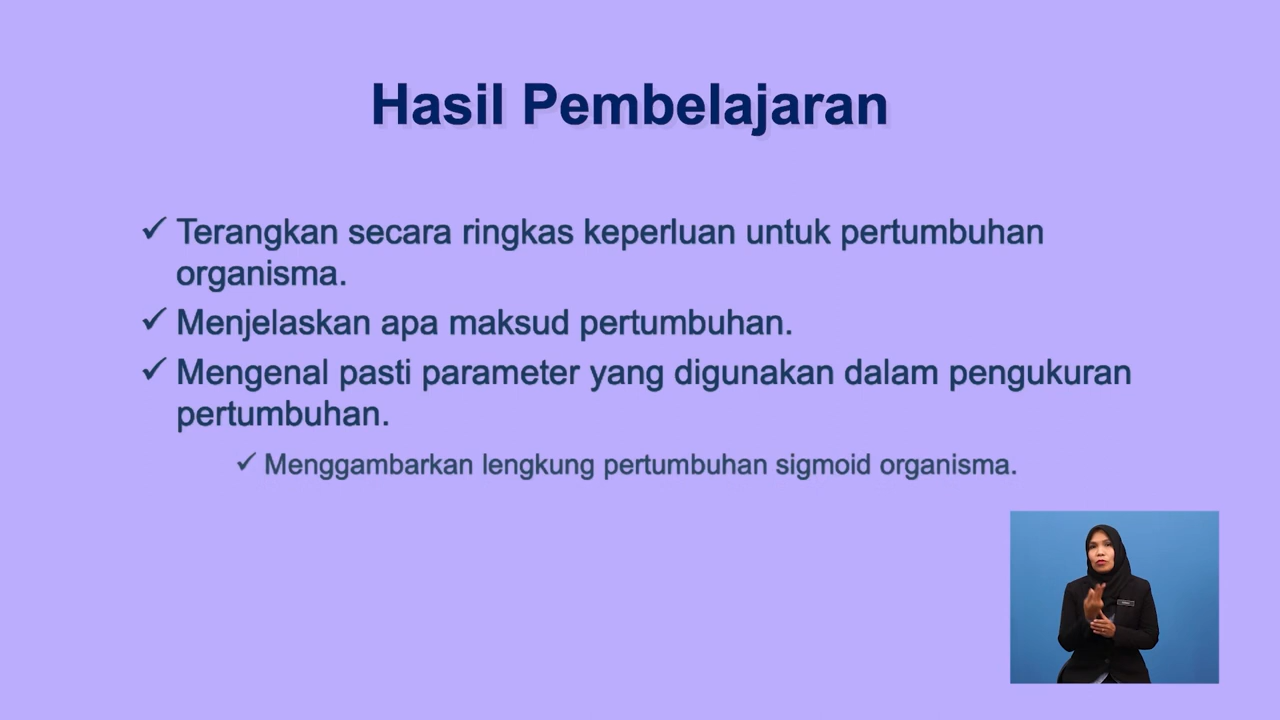 Hasil Pembelajaran
✓ Terangkan secara ringkas keperluan untuk pertumbuhan
organisma.
✓ Menjelaskan apa maksud pertumbuhan.
✓ Mengenal pasti parameter yang digunakan dalam pengukuran
pertumbuhan.
✓ Menggambarkan lengkung pertumbuhan sigmoid organisma.